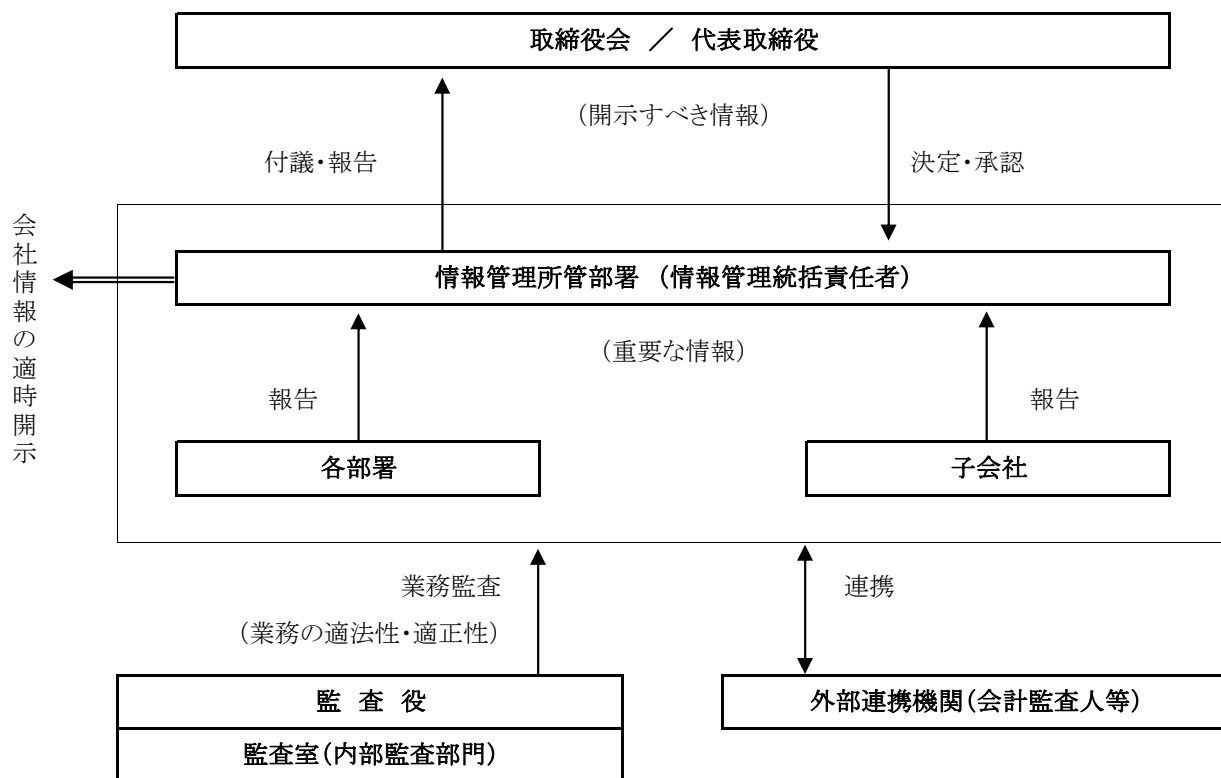 取締役会 ／ 代表取締役
（開示すべき情報）
付議・報告
決定・承認
会社情報の適時開示
情報管理所管部署 （情報管理統括責任者）
（重要な情報）
報告
報告
各部署
子会社
業務監査
連携
（業務の適法性・適正性）
監 査 役
外部連携機関（会計監査人等）
監査室（内部監査部門）